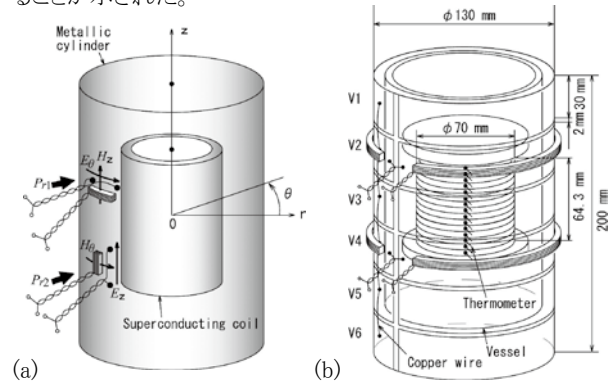 ることが示された。
Metallic
cylinder
z
Eθ
Hz
Pr1
θ
0
r
Hθ
Pr2
Ez
Superconducting coil
(a)
φ130 mm
V1
30 mm
2 mm
V2
φ70 mm
V3
64.3 mm
200 mm
V4
Thermometer
V5
V6
Vessel
Copper wire
(b)